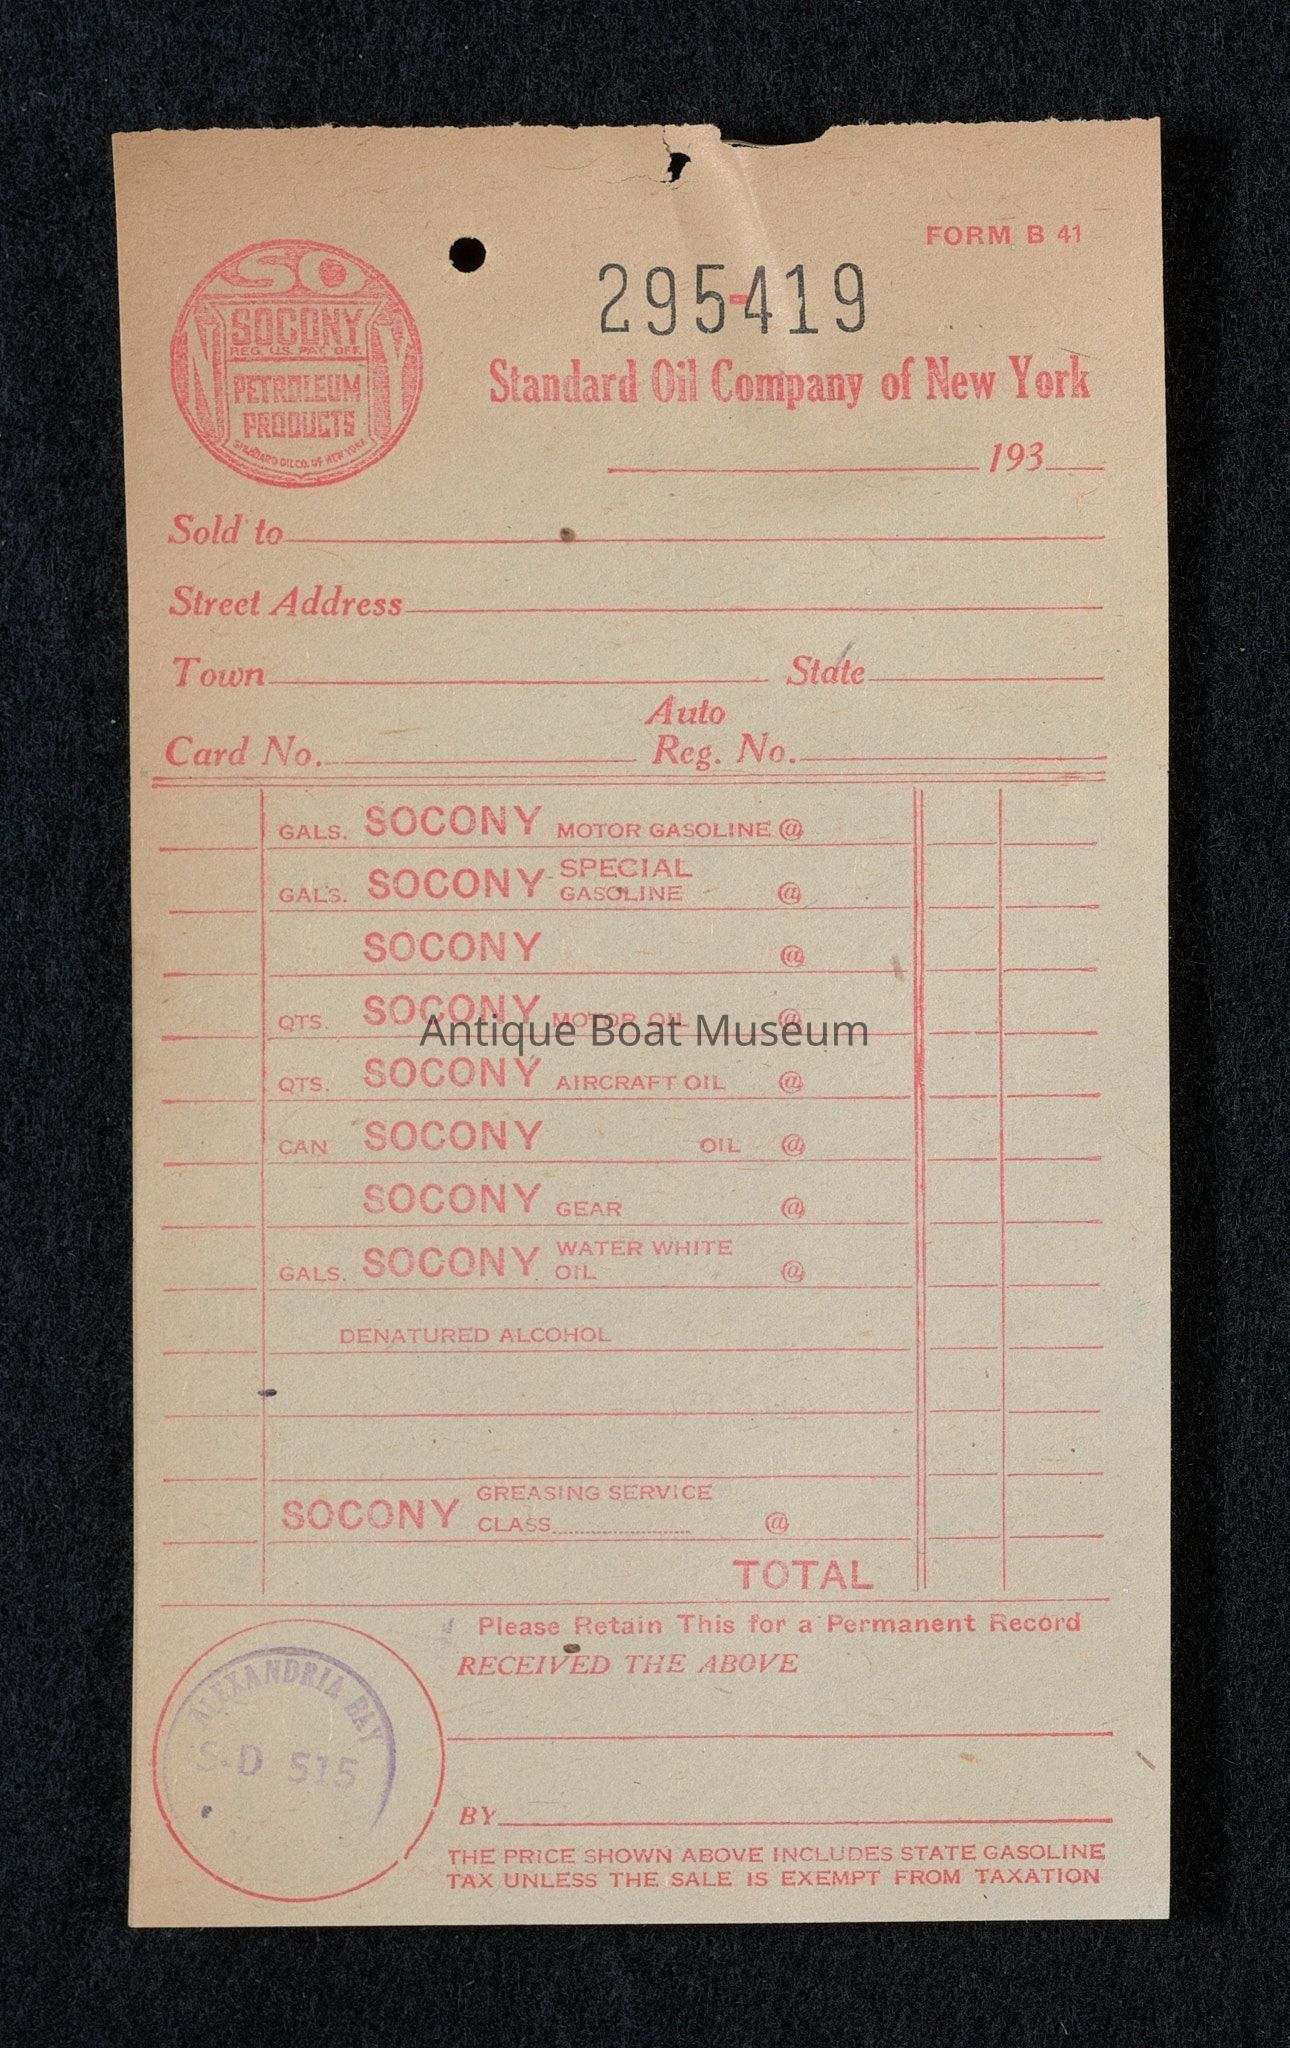 FORM B 41
295-419
SO
N Y
SOCONY
REG. U.S. PAT. OFF.
PETROLEUM
PRODUCTS
STANDARD OIL CO. OF NEW YORK
Standard Oil Company of New York
193
Sold to
Street Address
Town State
Auto
Card No. Reg. No.
GALS. SOCONY MOTOR GASOLINE @
GALS. SOCONY SPECIAL
GASOLINE @
SOCONY @
QTS. SOCONY MOTOR OIL @
Antique Boat Museum
QTS. SOCONY AIRCRAFT OIL @
CAN SOCONY OIL @
SOCONY GEAR @
GALS. SOCONY WATER WHITE
OIL @
DENATURED ALCOHOL
SOCONY GREASING SERVICE
CLASS @
TOTAL
Please Retain This for a Permanent Record
RECEIVED THE ABOVE
ALEXANDRIA BAY
S-D 515
BY
THE PRICE SHOWN ABOVE INCLUDES STATE GASOLINE
TAX UNLESS THE SALE IS EXEMPT FROM TAXATION